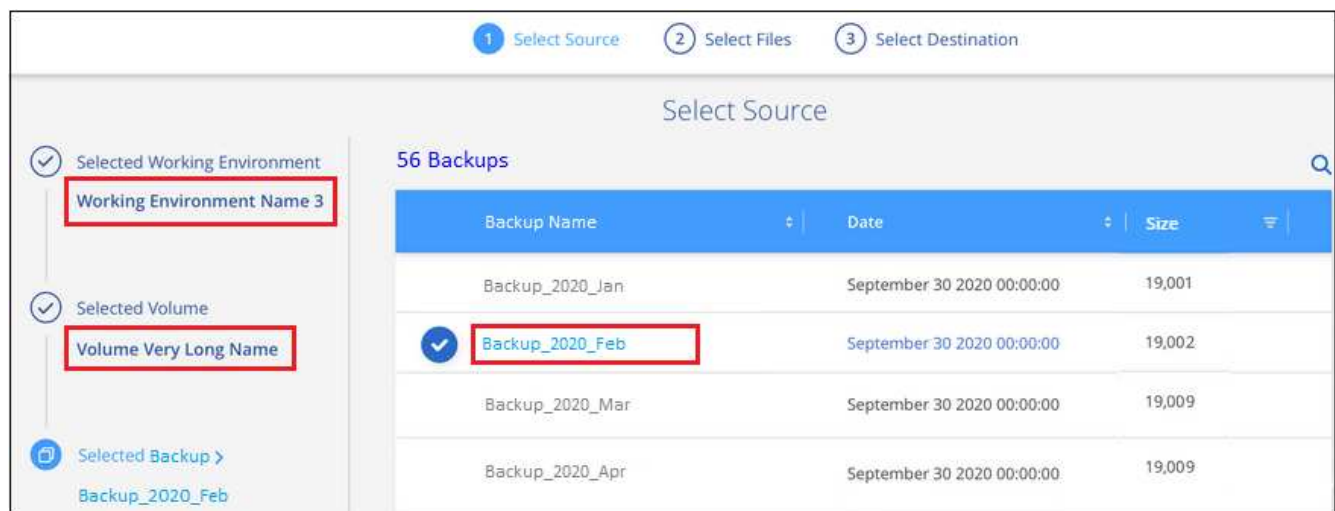 1 Select Source 2 Select Files 3 Select Destination
Select Source
Selected Working Environment
Working Environment Name 3
Selected Volume
Volume Very Long Name
Selected Backup >
Backup_2020_Feb
56 Backups
Backup Name Date Size
Backup_2020_Jan September 30 2020 00:00:00 19,001
Backup_2020_Feb September 30 2020 00:00:00 19,002
Backup_2020_Mar September 30 2020 00:00:00 19,009
Backup_2020_Apr September 30 2020 00:00:00 19,009